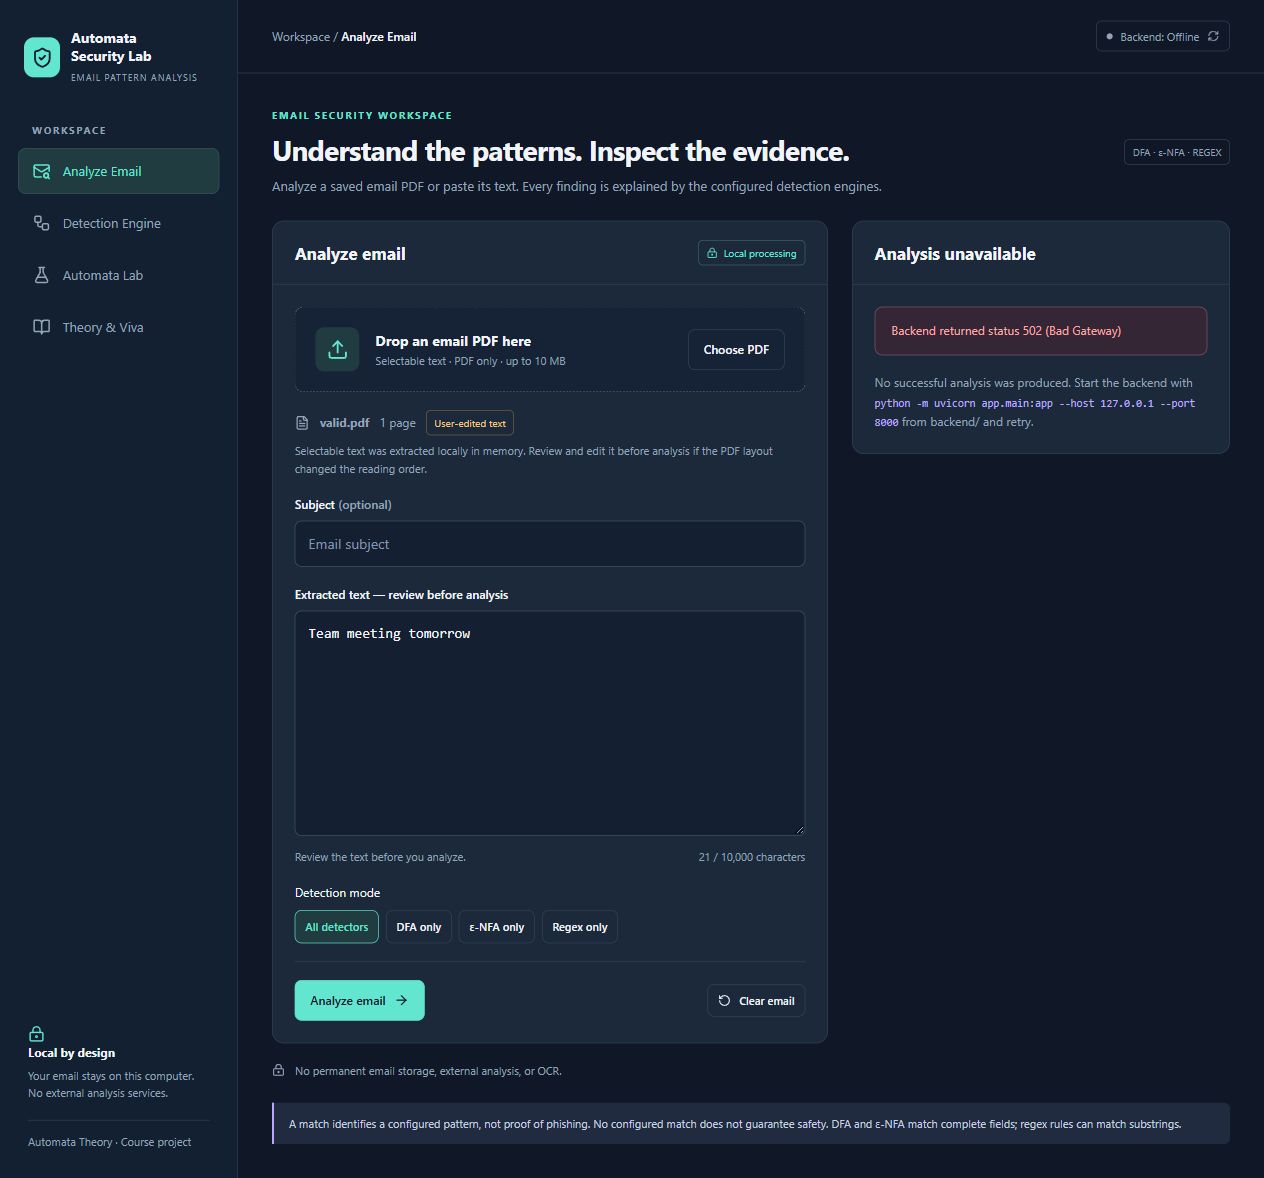 Automata
Security Lab
EMAIL PATTERN ANALYSIS
WORKSPACE
Analyze Email
Detection Engine
Automata Lab
Theory & Viva
Local by design
Your email stays on this computer.
No external analysis services.
Automata Theory · Course project
Workspace / Analyze Email
Backend: Offline
EMAIL SECURITY WORKSPACE
Understand the patterns. Inspect the evidence.
DFA · ε-NFA · REGEX
Analyze a saved email PDF or paste its text. Every finding is explained by the configured detection engines.
Analyze email
Local processing
Drop an email PDF here
Selectable text · PDF only · up to 10 MB
Choose PDF
valid.pdf 1 page User-edited text
Selectable text was extracted locally in memory. Review and edit it before analysis if the PDF layout
changed the reading order.
Subject (optional)
Email subject
Extracted text — review before analysis
Team meeting tomorrow
Review the text before you analyze.
21 / 10,000 characters
Detection mode
All detectors
DFA only
ε-NFA only
Regex only
Analyze email
Clear email
Analysis unavailable
Backend returned status 502 (Bad Gateway)
No successful analysis was produced. Start the backend with
python -m uvicorn app.main:app --host 127.0.0.1 --port
8000 from backend/ and retry.
No permanent email storage, external analysis, or OCR.
A match identifies a configured pattern, not proof of phishing. No configured match does not guarantee safety. DFA and ε-NFA match complete fields; regex rules can match substrings.